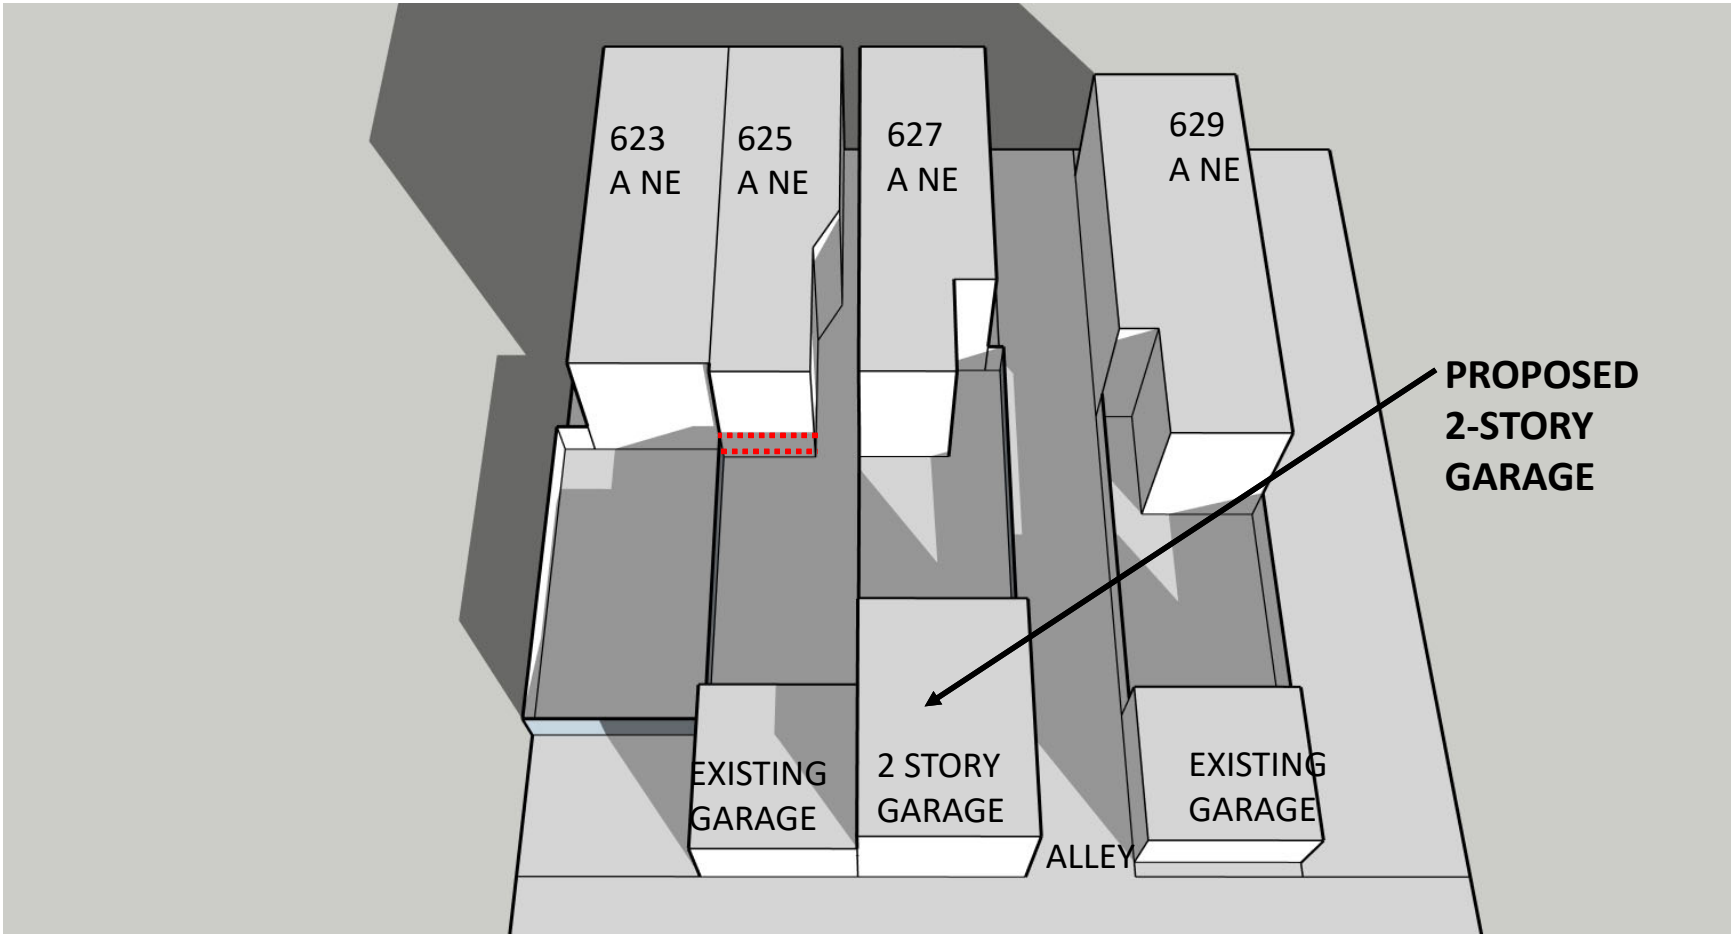 623
A NE
625
A NE
627
A NE
629
A NE
PROPOSED
2-STORY
GARAGE
EXISTING
GARAGE
2 STORY
GARAGE
EXISTING
GARAGE
ALLEY